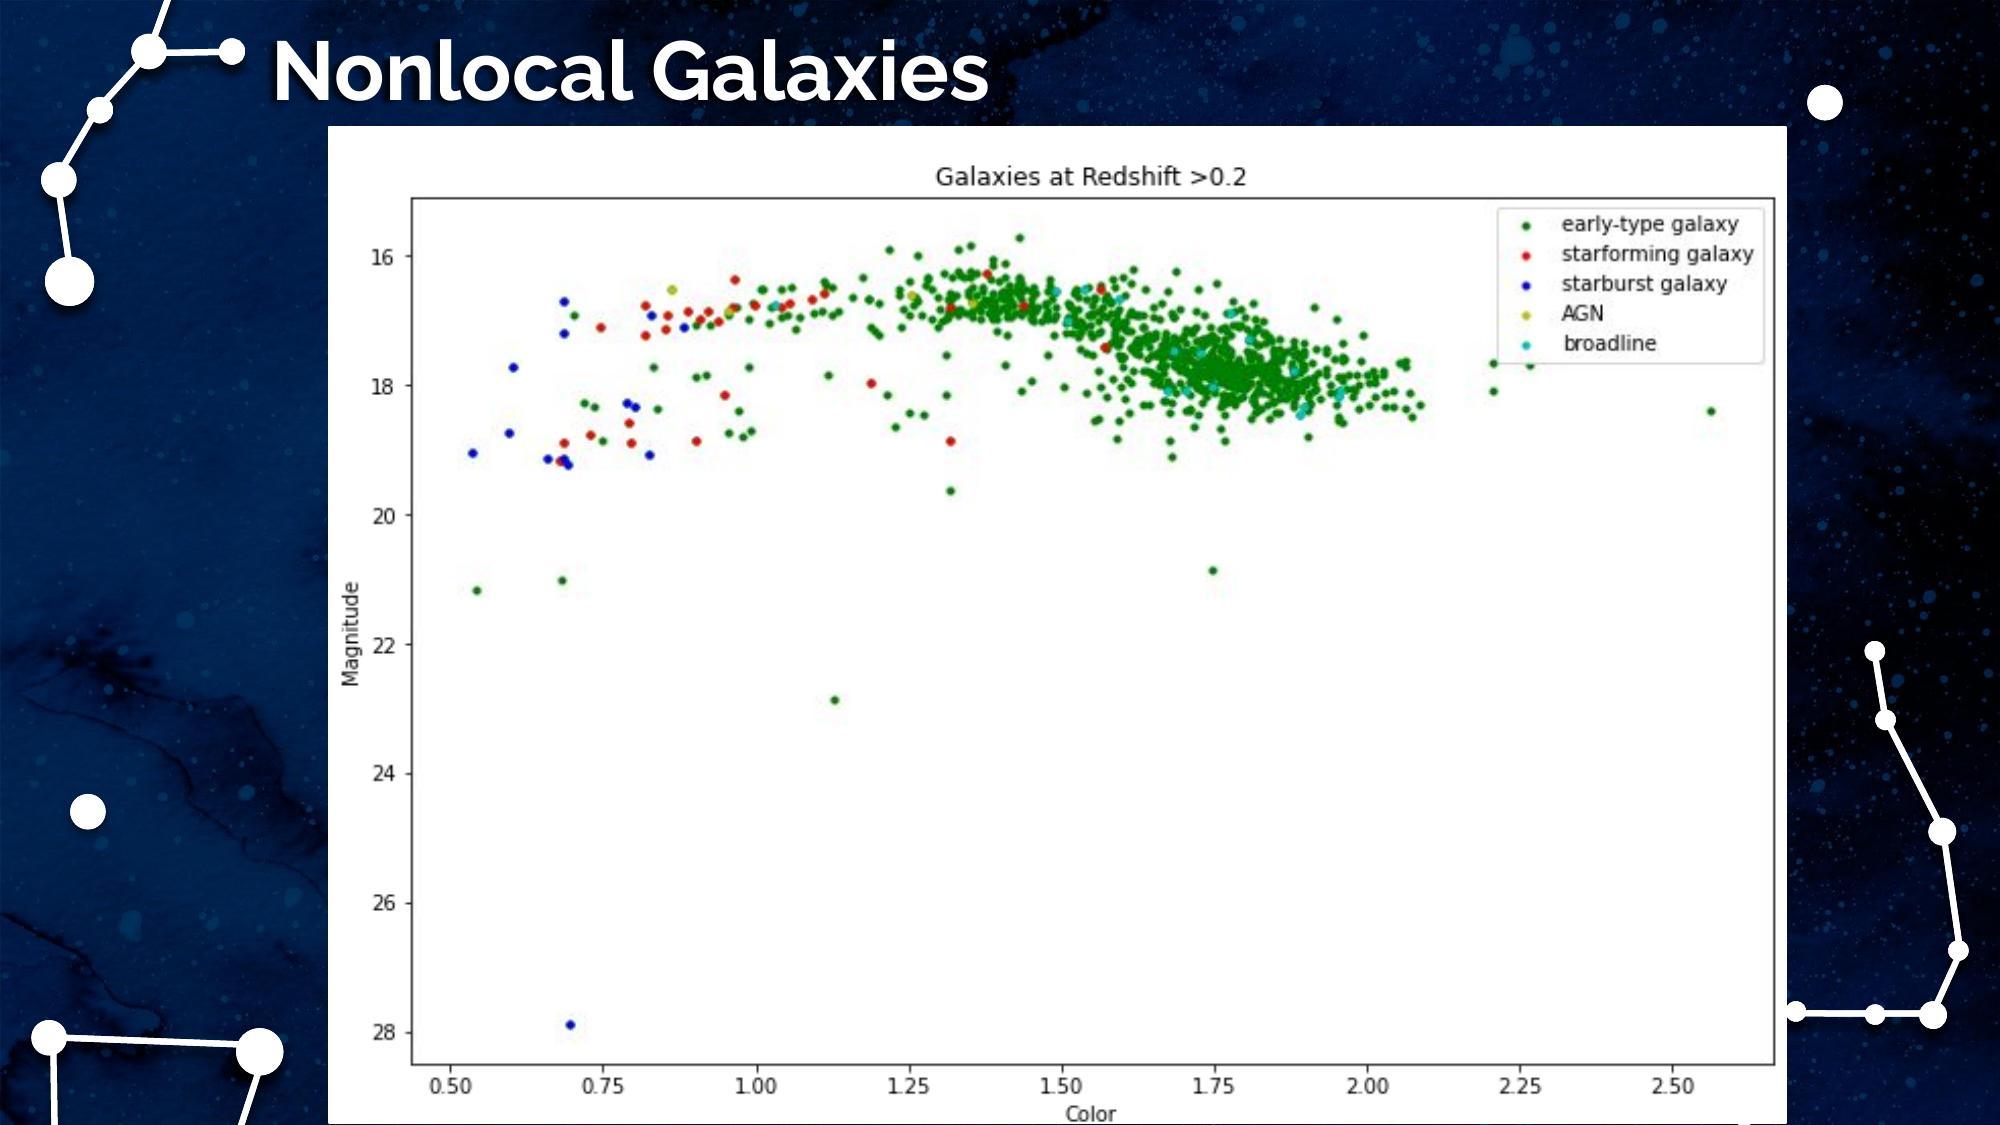 Nonlocal Galaxies
Galaxies at Redshift >0.2
early-type galaxy
starforming galaxy
starburst galaxy
AGN
broadline
Magnitude
16
18
20
22
24
26
28
0.50 0.75 1.00 1.25 1.50 1.75 2.00 2.25 2.50
Color